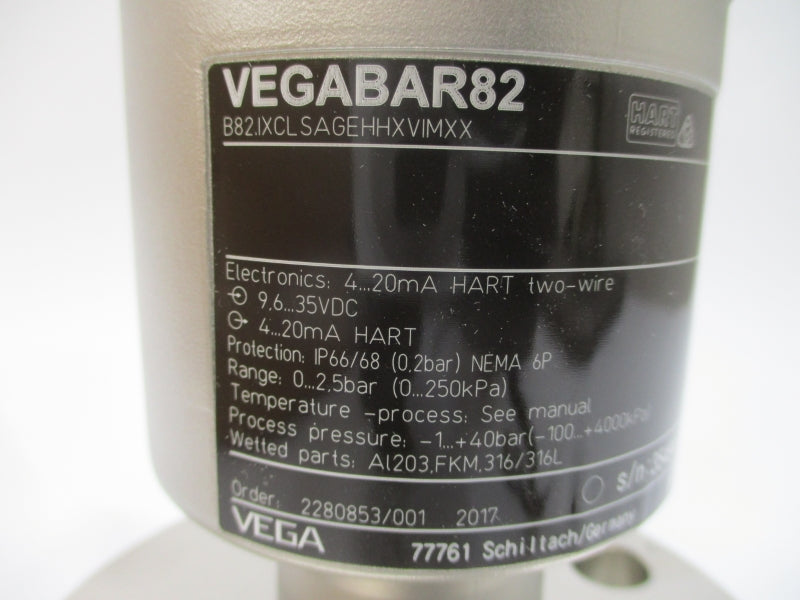 VEGABAR82
B82.IXCLSAGEHHXVIMXX
HART
REGISTERED
Electronics: 4...20mA HART two-wire
9,6...35VDC
4...20mA HART
Protection: IP66/68 (0,2bar) NEMA 6P
Range: 0...2,5bar (0...250kPa)
Temperature -process: See manual
Process pressure: -1...+40bar(-100...+4000kPa)
Wetted parts: Al203,FKM,316/316L
s/n:
Order: 2280853/001 2017
VEGA
77761 Schiltach/Germany